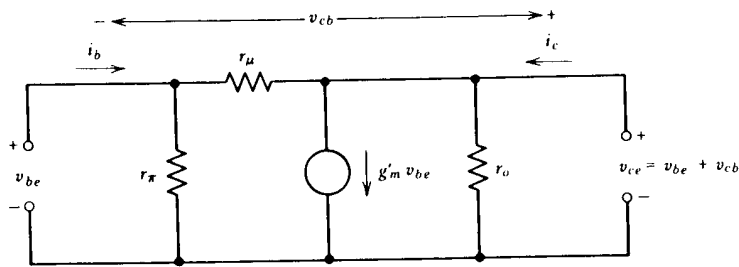 − v_cb +
i_b
r_μ
i_c
+
v_be
−
r_π
g'_m v_be
r_o
+
v_ce = v_be + v_cb
−